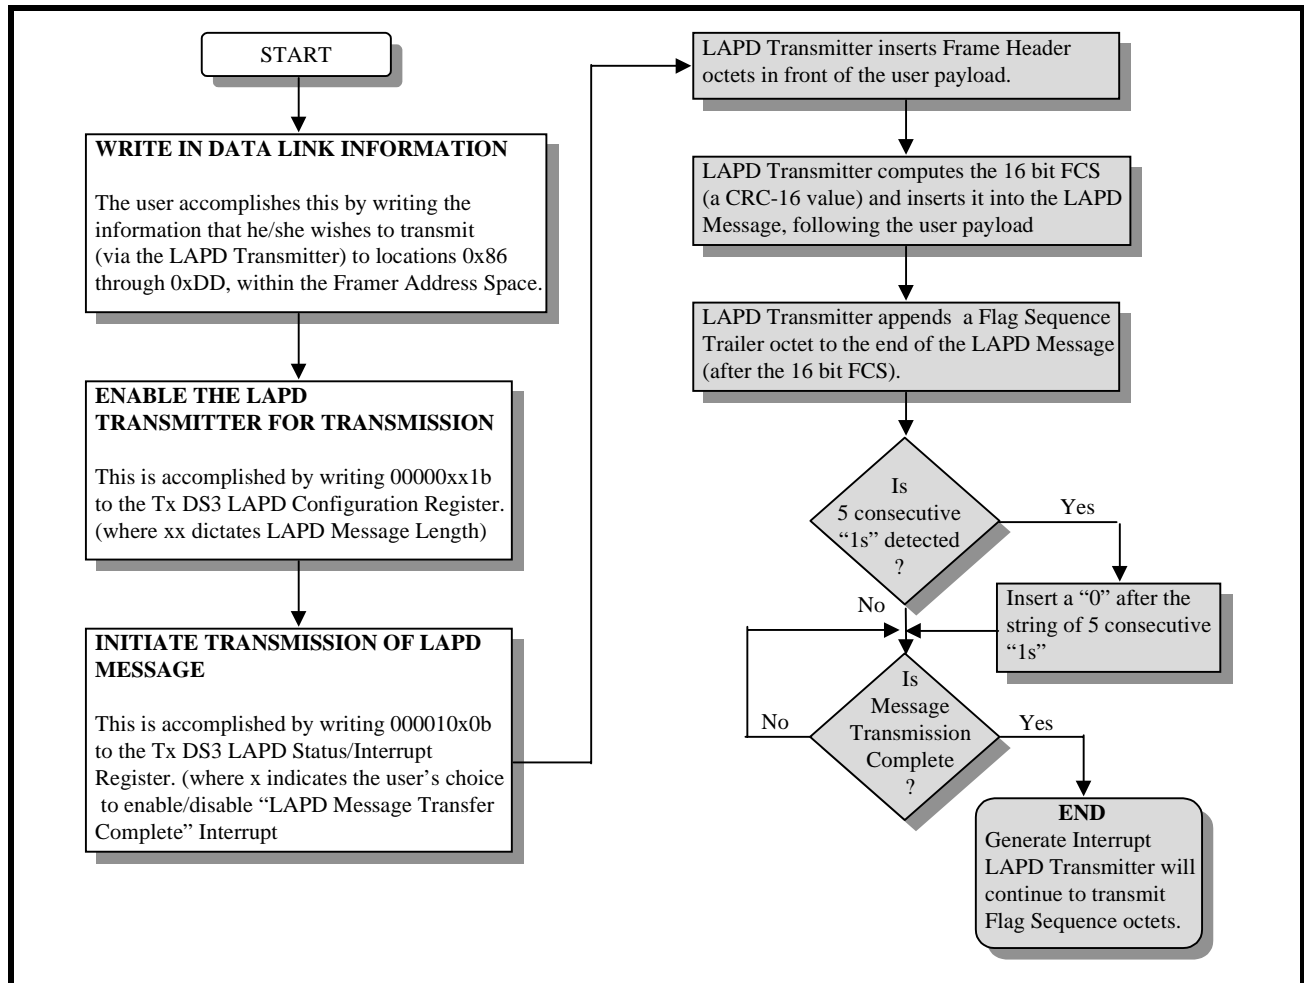 START
WRITE IN DATA LINK INFORMATION
The user accomplishes this by writing the
information that he/she wishes to transmit
(via the LAPD Transmitter) to locations 0x86
through 0xDD, within the Framer Address Space.
ENABLE THE LAPD
TRANSMITTER FOR TRANSMISSION
This is accomplished by writing 00000xx1b
to the Tx DS3 LAPD Configuration Register.
(where xx dictates LAPD Message Length)
INITIATE TRANSMISSION OF LAPD
MESSAGE
This is accomplished by writing 000010x0b
to the Tx DS3 LAPD Status/Interrupt
Register. (where x indicates the user’s choice
to enable/disable “LAPD Message Transfer
Complete” Interrupt
LAPD Transmitter inserts Frame Header
octets in front of the user payload.
LAPD Transmitter computes the 16 bit FCS
(a CRC-16 value) and inserts it into the LAPD
Message, following the user payload
LAPD Transmitter appends a Flag Sequence
Trailer octet to the end of the LAPD Message
(after the 16 bit FCS).
Is
5 consecutive
“1s” detected
?
Yes
No
Insert a “0” after the
string of 5 consecutive
“1s”
Is
Message
Transmission
Complete
?
No
Yes
END
Generate Interrupt
LAPD Transmitter will
continue to transmit
Flag Sequence octets.